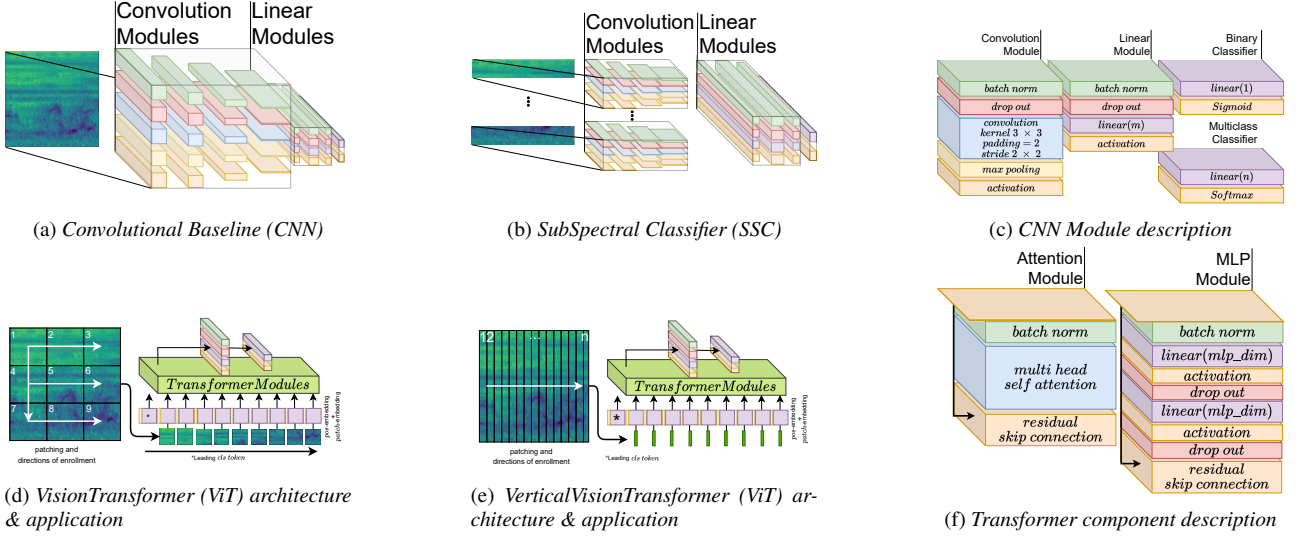 Convolution
Modules
Linear
Modules
(a) Convolutional Baseline (CNN)
Convolution
Modules
Linear
Modules
(b) SubSpectral Classifier (SSC)
Convolution
Module
Linear
Module
Binary
Classifier
batch norm
drop out
convolution
kernel 3 × 3
padding = 2
stride 2 × 2
max pooling
activation
batch norm
drop out
linear(m)
activation
linear(1)
Sigmoid
Multiclass
Classifier
linear(n)
Softmax
(c) CNN Module description
1 2 3
4 5 6
7 8 9
patching and
directions of enrollment
TransformerModules
*
pos-embedding
+
patch-embedding
*Leading cls token
(d) VisionTransformer (ViT) architecture
& application
12 ... n
patching and
directions of enrollment
TransformerModules
*
pos-embedding
+
patch-embedding
*Leading cls token
(e) VerticalVisionTransformer (ViT) ar-
chitecture & application
Attention
Module
batch norm
multi head
self attention
residual
skip connection
MLP
Module
batch norm
linear(mlp_dim)
activation
drop out
linear(mlp_dim)
activation
drop out
residual
skip connection
(f) Transformer component description